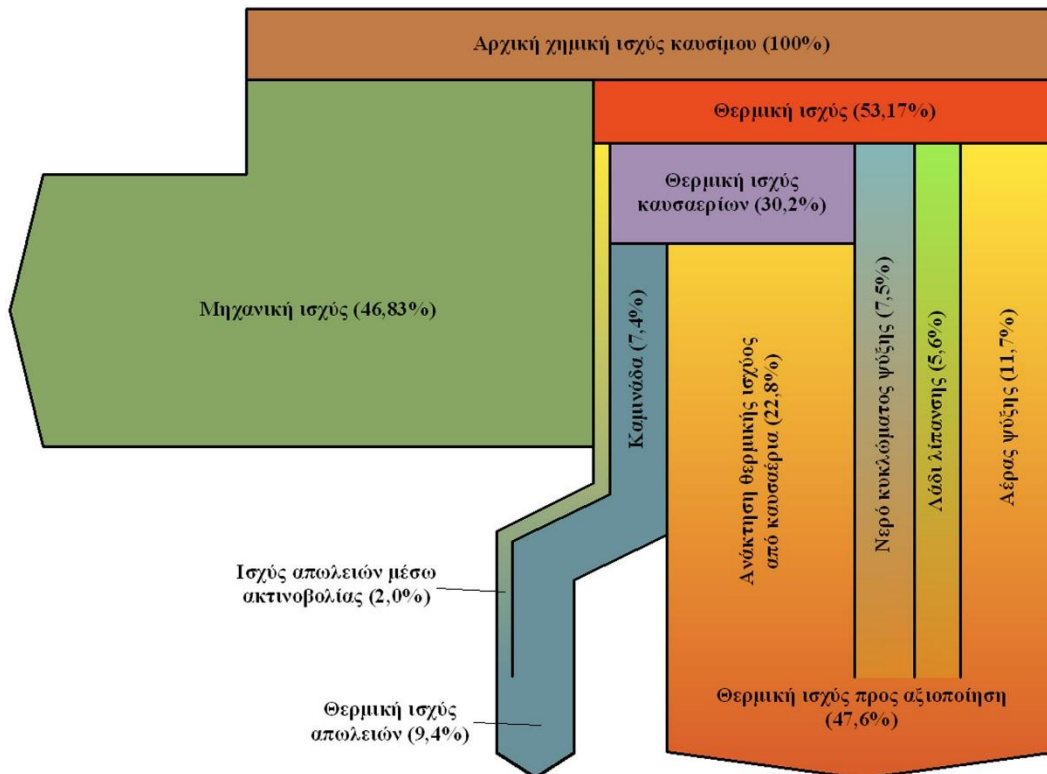 Αρχική χημική ισχύς καυσίμου (100%)
Θερμική ισχύς (53,17%)
Θερμική ισχύς
καυσαερίων (30,2%)
Μηχανική ισχύς (46,83%)
Καμινάδα (7,4%)
Ανάκτηση θερμικής ισχύος
από καυσαέρια (22,8%)
Νερό κυκλώματος ψύξης (7,5%)
Λάδι λίπανσης (5,6%)
Αέρας ψύξης (11,7%)
Ισχύς απωλειών μέσω
ακτινοβολίας (2,0%)
Θερμική ισχύς
απωλειών (9,4%)
Θερμική ισχύς προς αξιοποίηση
(47,6%)